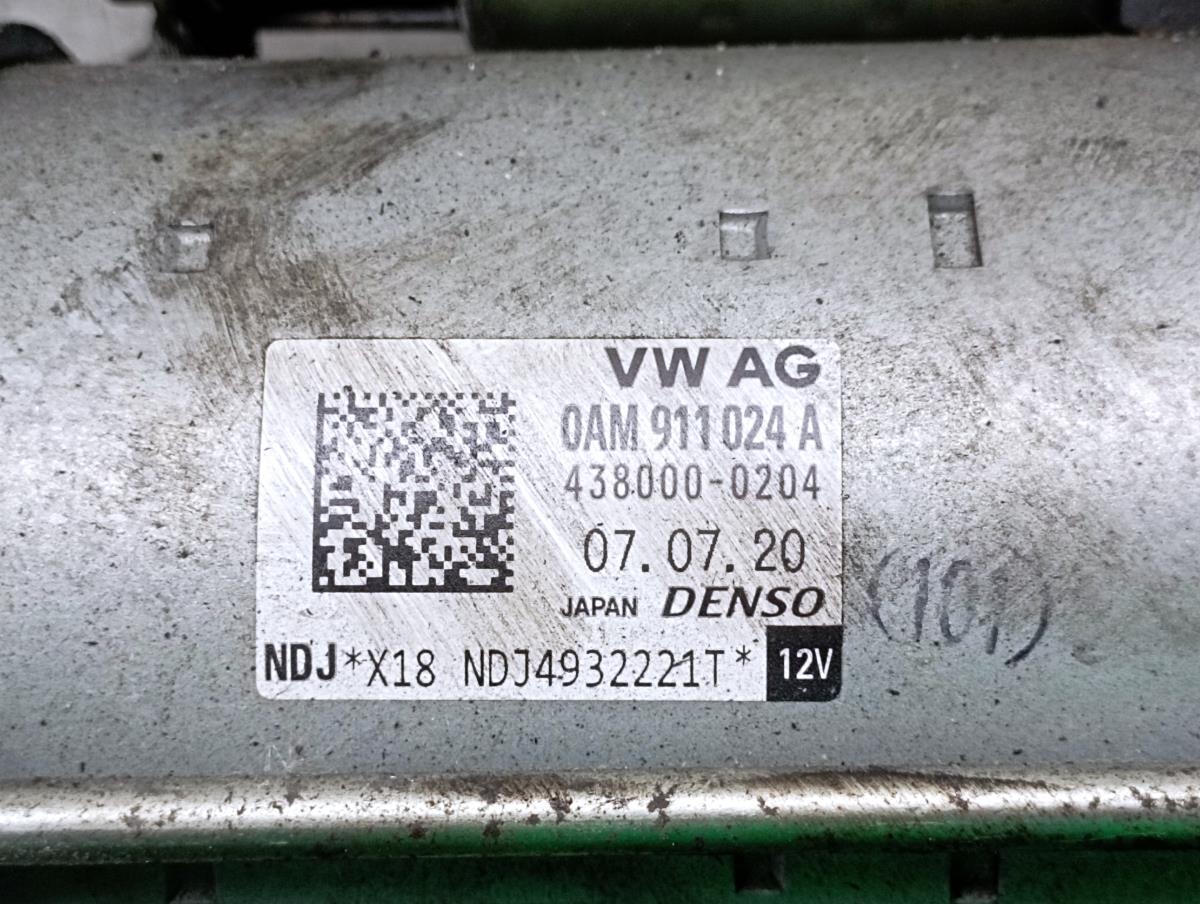 VW AG
0AM 911 024 A
438000-0204
07.07.20
JAPAN DENSO
NDJ *X18 NDJ4932221T* 12V